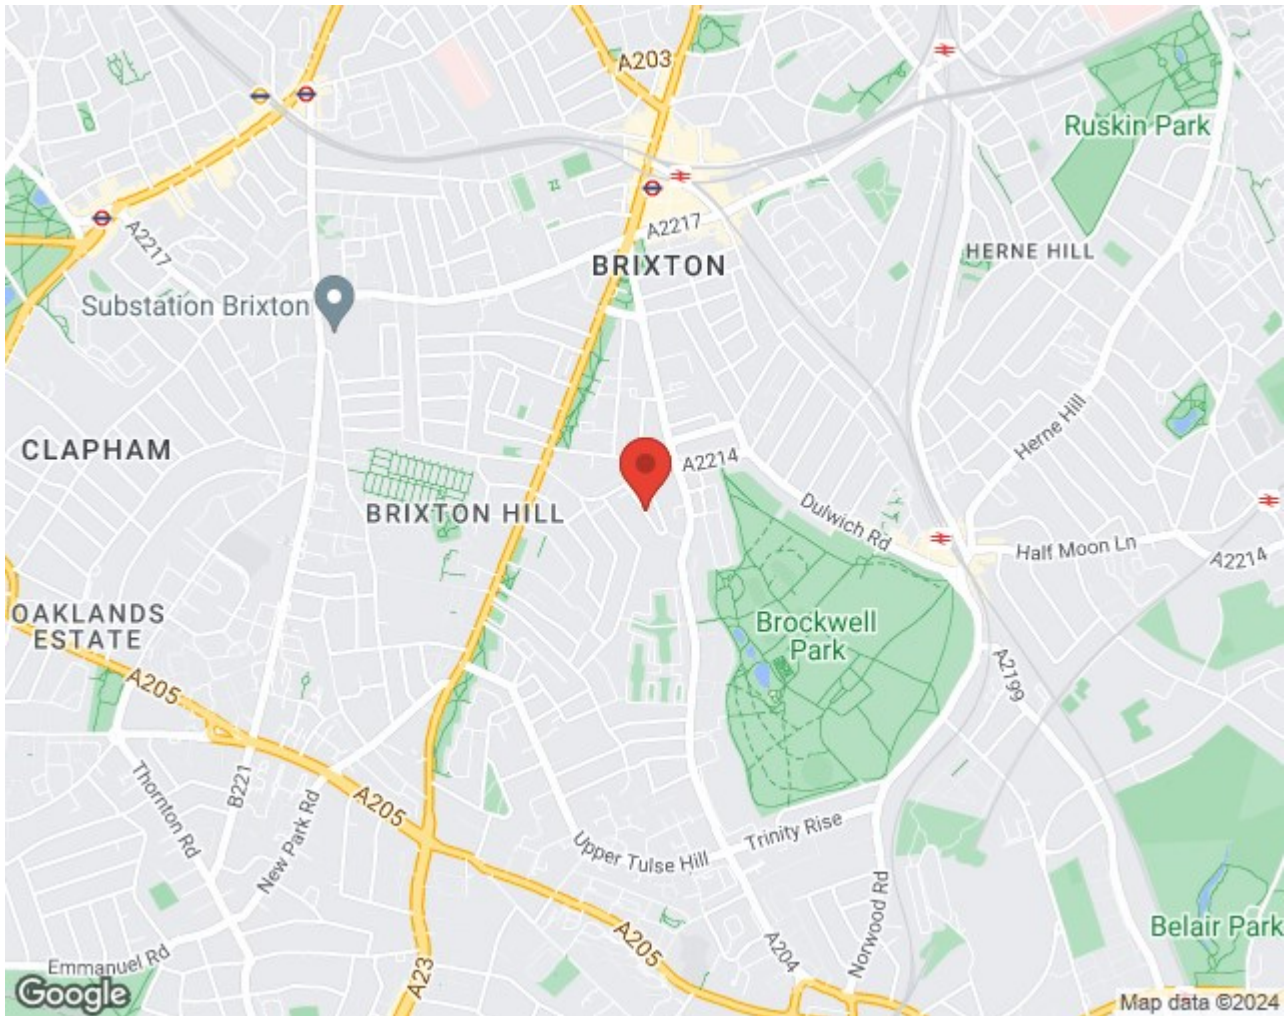 A203
Ruskin Park
A2217
A2217
HERNE HILL
BRIXTON
Substation Brixton
Herne Hill
CLAPHAM
A2214
BRIXTON HILL
Dulwich Rd
Half Moon Ln
A2214
OAKLANDS
ESTATE
Brockwell
Park
A205
A2199
Thornton Rd
B221
New Park Rd
A205
Trinity Rise
Upper Tulse Hill
Norwood Rd
Belair Park
A205
A204
Emmanuel Rd
A23
Google
Map data ©2024